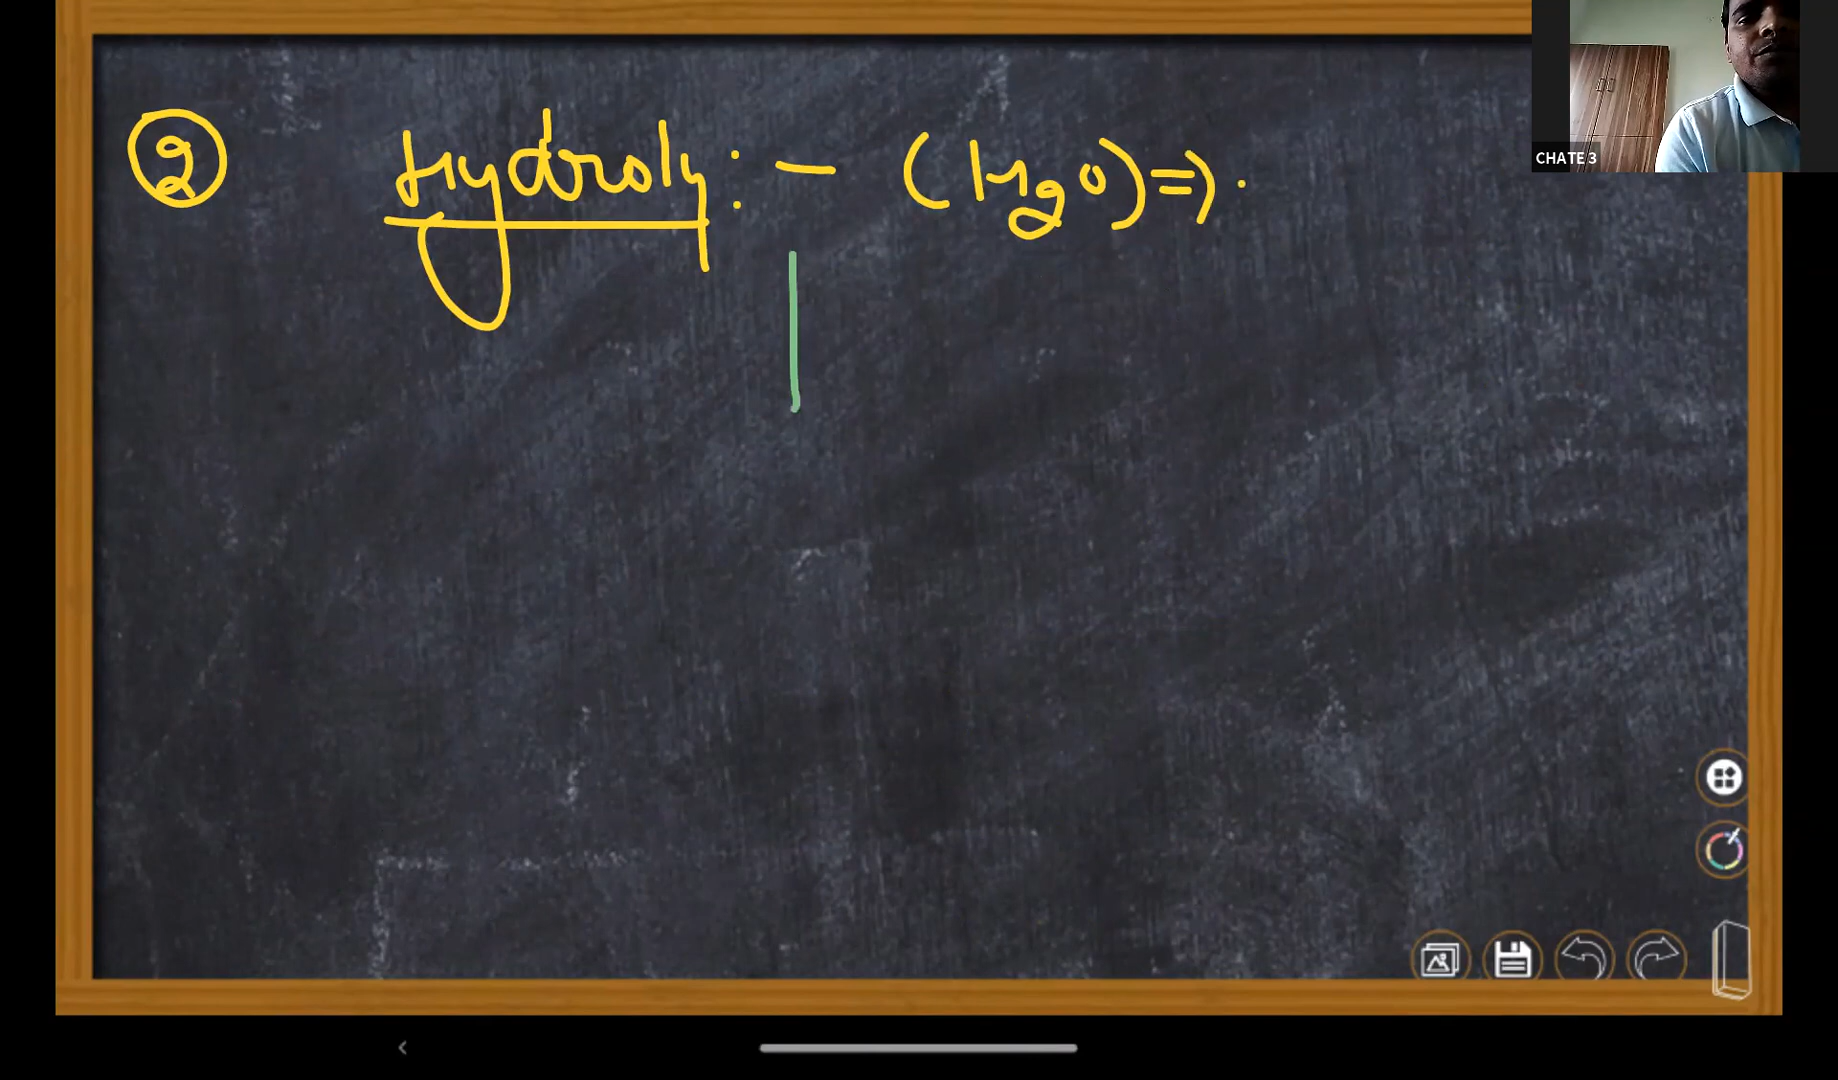 ② Hydroly :- (H₂O) ⇒ .
CHATE 3